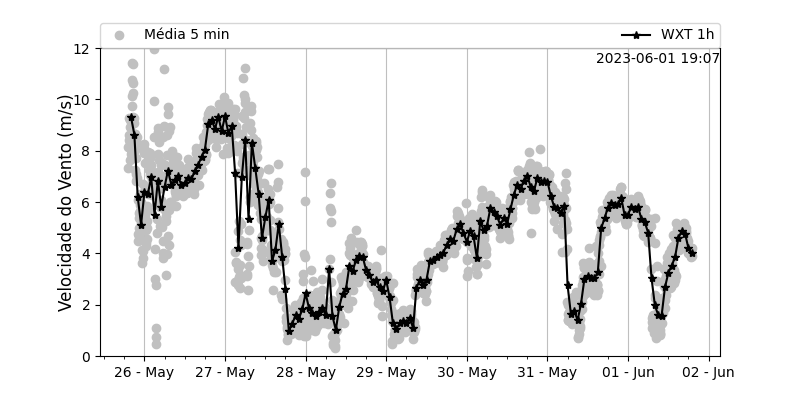 Média 5 min
WXT 1h
2023-06-01 19:07
Velocidade do Vento (m/s)
12
10
8
6
4
2
0
26 - May
27 - May
28 - May
29 - May
30 - May
31 - May
01 - Jun
02 - Jun